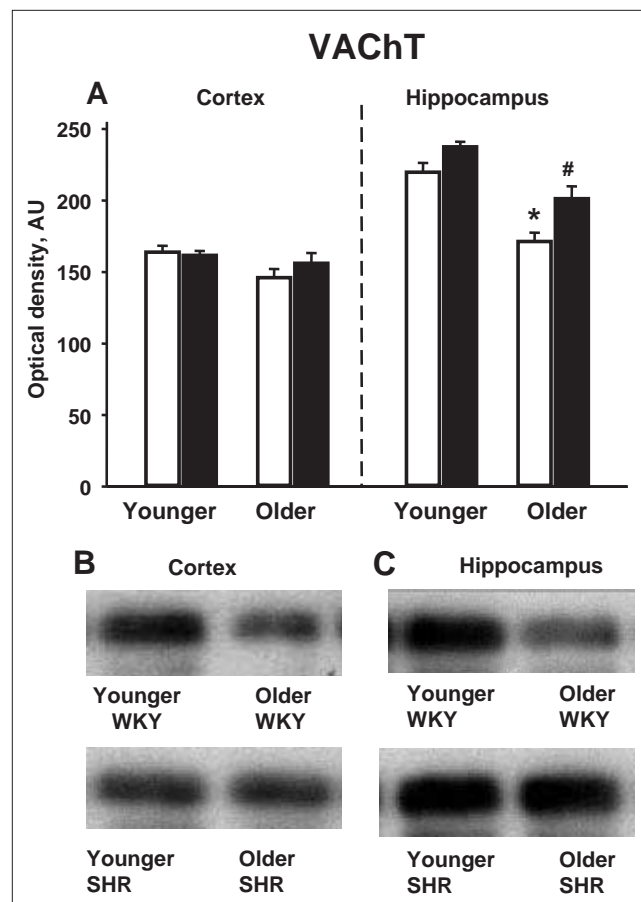 VAChT
A
Cortex
Hippocampus
Optical density, AU
250
200
150
100
50
0
*
#
Younger
Older
Younger
Older
B
Cortex
C
Hippocampus
Younger
WKY
Older
WKY
Younger
WKY
Older
WKY
Younger
SHR
Older
SHR
Younger
SHR
Older
SHR